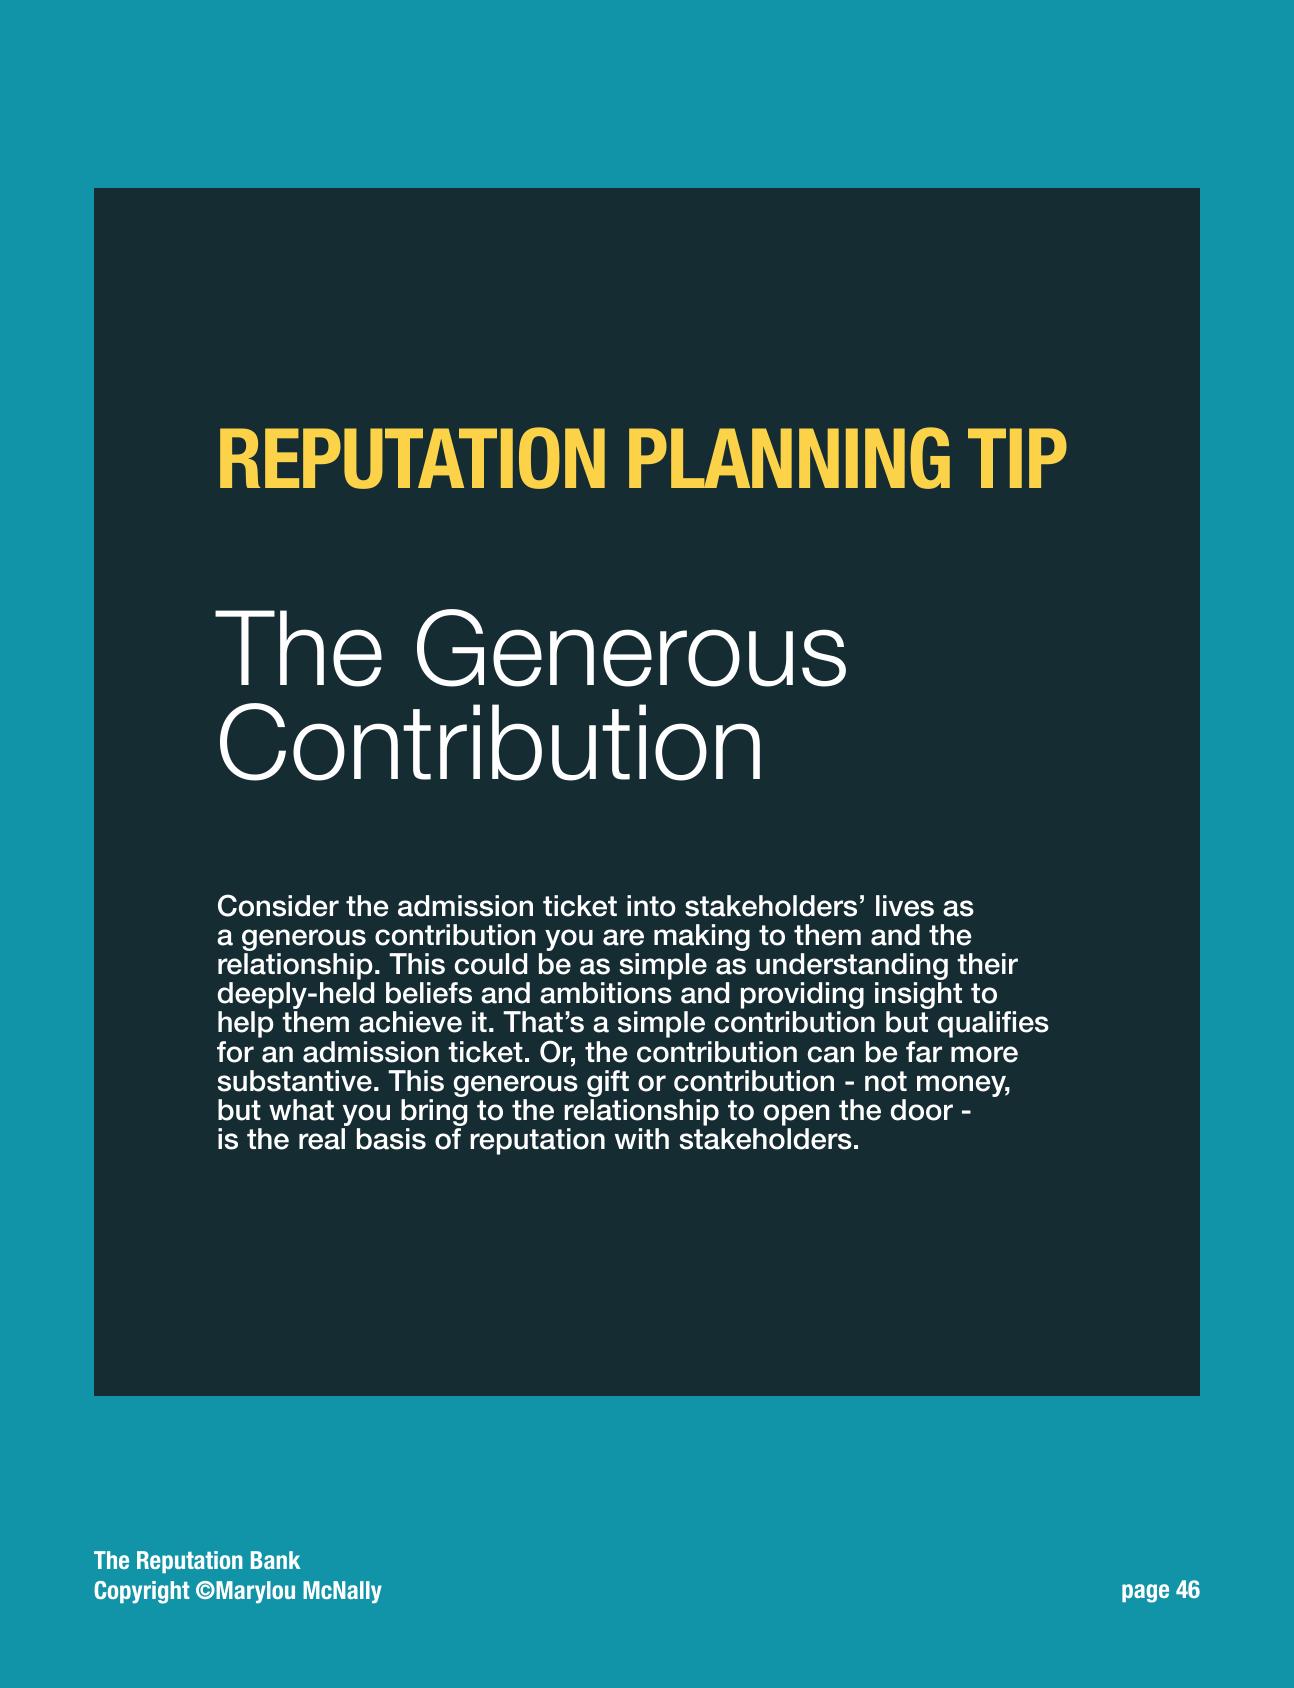 REPUTATION PLANNING TIP
The Generous
Contribution
Consider the admission ticket into stakeholders’ lives as
a generous contribution you are making to them and the
relationship. This could be as simple as understanding their
deeply-held beliefs and ambitions and providing insight to
help them achieve it. That’s a simple contribution but qualifies
for an admission ticket. Or, the contribution can be far more
substantive. This generous gift or contribution - not money,
but what you bring to the relationship to open the door -
is the real basis of reputation with stakeholders.
The Reputation Bank
Copyright ©Marylou McNally
page 46